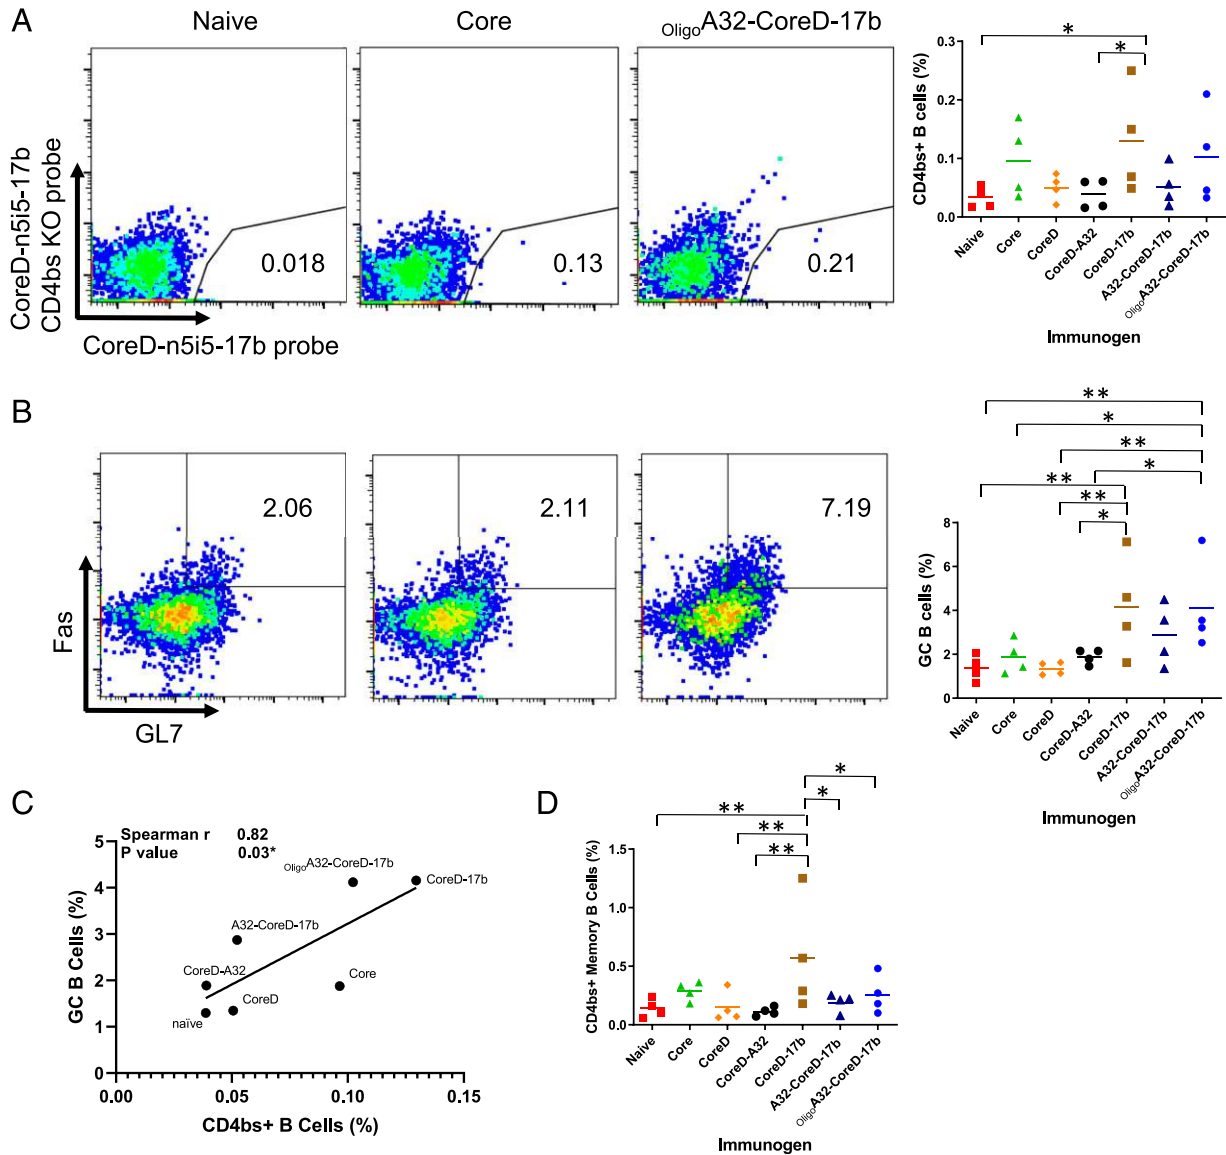 A
Naive
Core
OligoA32-CoreD-17b
CoreD-n5i5-17b
CD4bs KO probe
0.018
0.13
0.21
CoreD-n5i5-17b probe
CD4bs+ B cells (%)
0.3
0.2
0.1
0.0
*
*
Naive
Core
CoreD
CoreD-A32
CoreD-17b
A32-CoreD-17b
OligoA32-CoreD-17b
Immunogen
B
2.06
2.11
7.19
Fas
GL7
**
*
**
*
**
**
*
GC B cells (%)
8
6
4
2
0
Naive
Core
CoreD
CoreD-A32
CoreD-17b
A32-CoreD-17b
OligoA32-CoreD-17b
Immunogen
C
Spearman r 0.82
P value 0.03*
GC B Cells (%)
5
4
3
2
1
0
OligoA32-CoreD-17b
CoreD-17b
A32-CoreD-17b
CoreD-A32
Core
CoreD
naïve
0.00
0.05
0.10
0.15
CD4bs+ B Cells (%)
D
*
*
**
**
**
CD4bs+ Memory B Cells (%)
1.5
1.0
0.5
0.0
Naive
Core
CoreD
CoreD-A32
CoreD-17b
A32-CoreD-17b
OligoA32-CoreD-17b
Immunogen